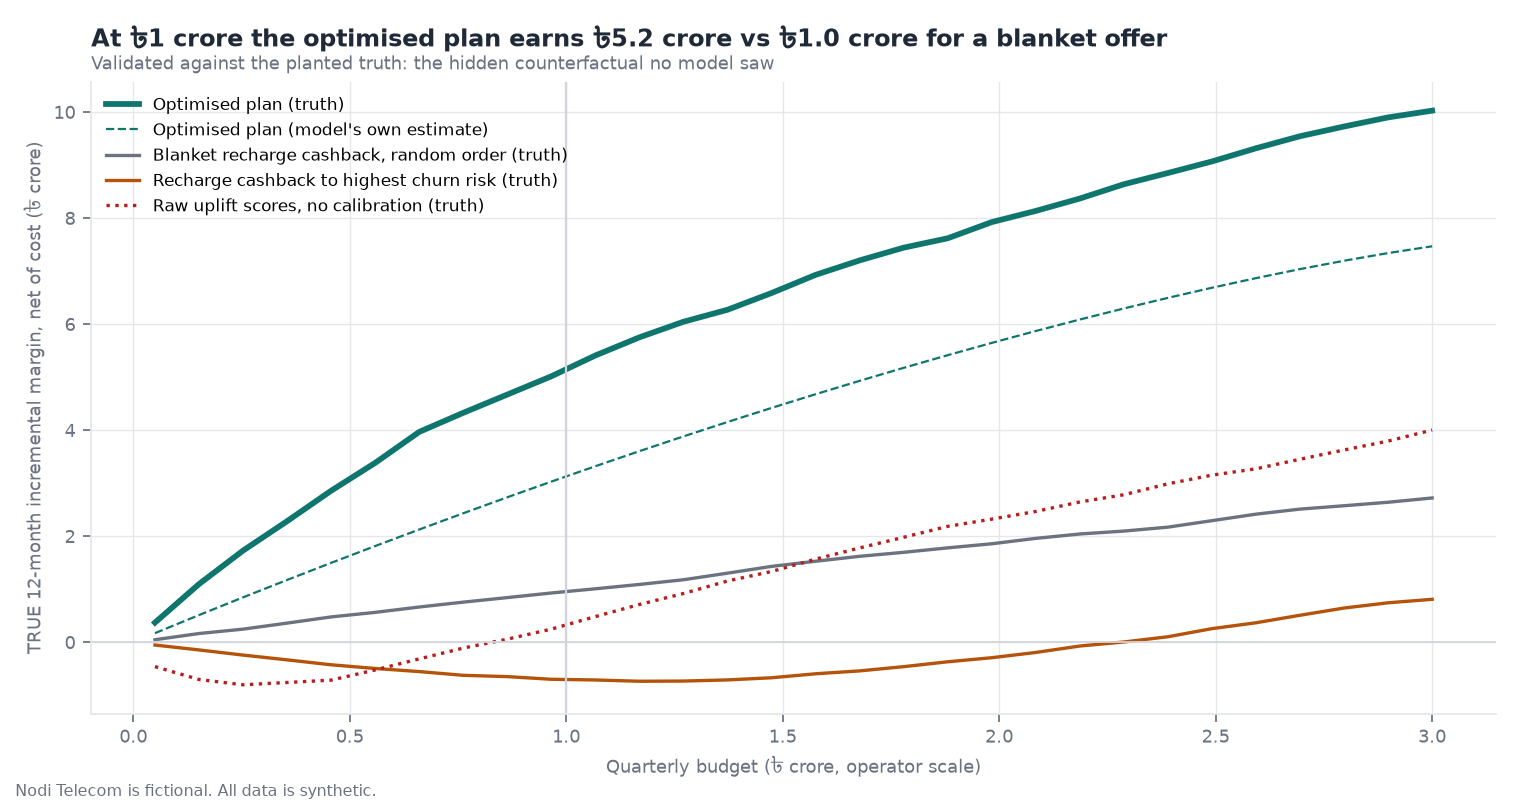 At ৳1 crore the optimised plan earns ৳5.2 crore vs ৳1.0 crore for a blanket offer
Validated against the planted truth: the hidden counterfactual no model saw
Optimised plan (truth)
Optimised plan (model's own estimate)
Blanket recharge cashback, random order (truth)
Recharge cashback to highest churn risk (truth)
Raw uplift scores, no calibration (truth)
TRUE 12-month incremental margin, net of cost (৳ crore)
10
8
6
4
2
0
0.0 0.5 1.0 1.5 2.0 2.5 3.0
Quarterly budget (৳ crore, operator scale)
Nodi Telecom is fictional. All data is synthetic.